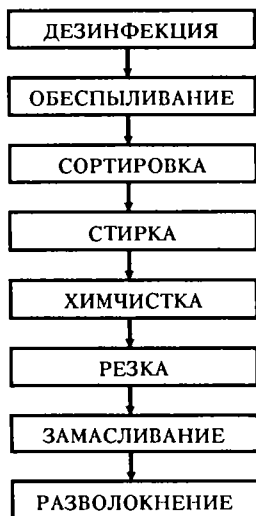 ДЕЗИНФЕКЦИЯ
ОБЕСПЫЛИВАНИЕ
СОРТИРОВКА
СТИРКА
ХИМЧИСТКА
РЕЗКА
ЗАМАСЛИВАНИЕ
РАЗВОЛОКНЕНИЕ